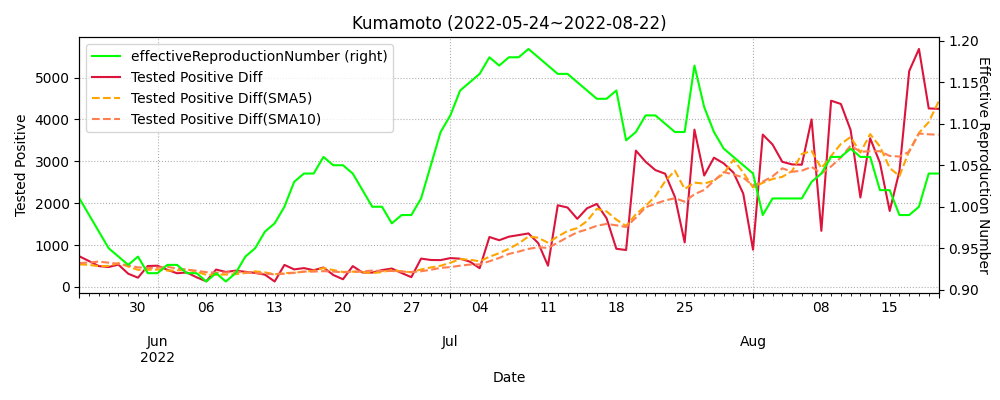 Kumamoto (2022-05-24~2022-08-22)
effectiveReproductionNumber (right)
Tested Positive Diff
Tested Positive Diff(SMA5)
Tested Positive Diff(SMA10)
Tested Positive
5000
4000
3000
2000
1000
0
1.20
1.15
1.10
1.05
1.00
0.95
0.90
Effective Reproduction Number
30 06 13 20 27 04 11 18 25 08 15
Jun Jul Aug
2022
Date